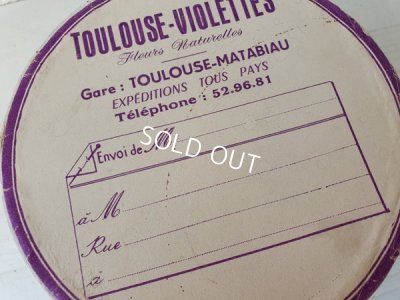 TOULOUSE-VIOLETTES
Fleurs Naturelles
Gare : TOULOUSE-MATABIAU
EXPÉDITIONS TOUS PAYS
Téléphone : 52.96.81
Envoi de M
SOLD OUT
à M
Rue
à